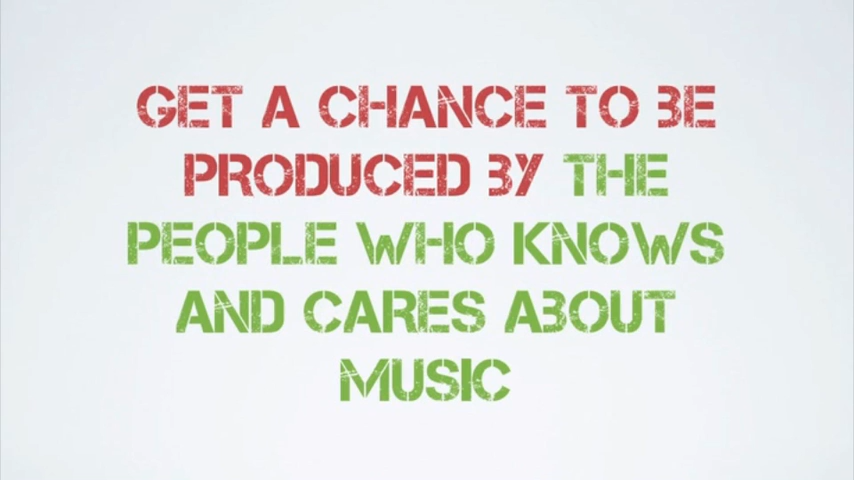 GET A CHANCE TO BE
PRODUCED BY THE
PEOPLE WHO KNOWS
AND CARES ABOUT
MUSIC